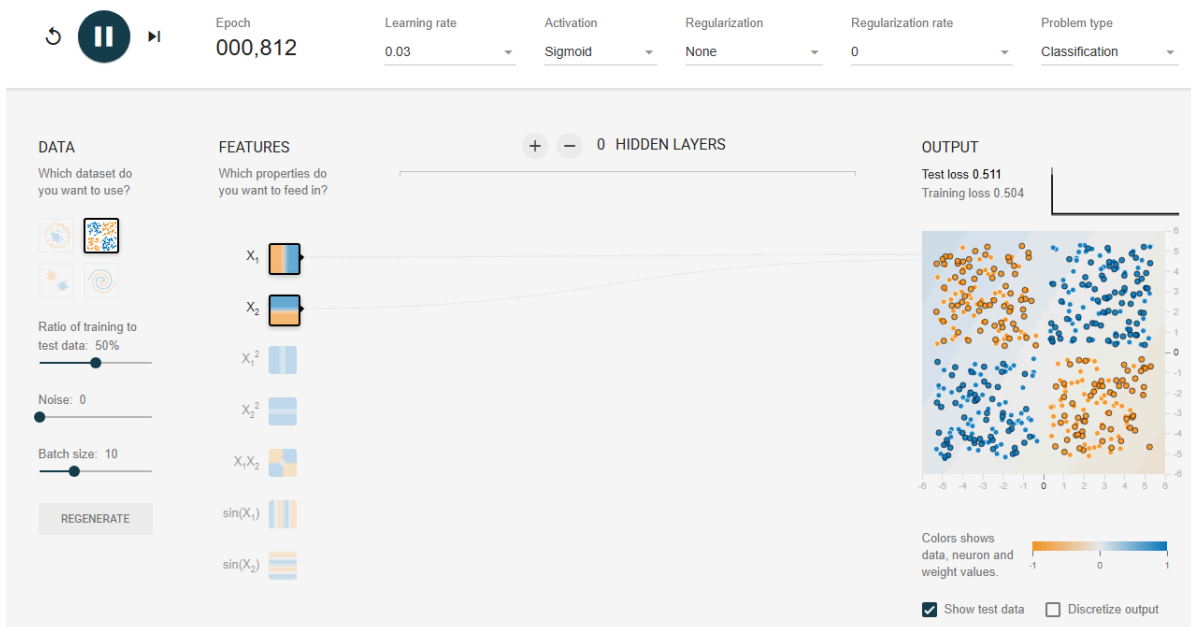 Epoch
000,812
Learning rate
0.03
Activation
Sigmoid
Regularization
None
Regularization rate
0
Problem type
Classification
DATA
Which dataset do
you want to use?
Ratio of training to
test data: 50%
Noise: 0
Batch size: 10
REGENERATE
FEATURES
Which properties do
you want to feed in?
X₁
X₂
X₁²
X₂²
X₁X₂
sin(X₁)
sin(X₂)
+ − 0 HIDDEN LAYERS
OUTPUT
Test loss 0.511
Training loss 0.504
6
5
4
3
2
1
0
-1
-2
-3
-4
-5
-6
-6 -5 -4 -3 -2 -1 0 1 2 3 4 5 6
Colors shows
data, neuron and
weight values.
-1 0 1
Show test data
Discretize output